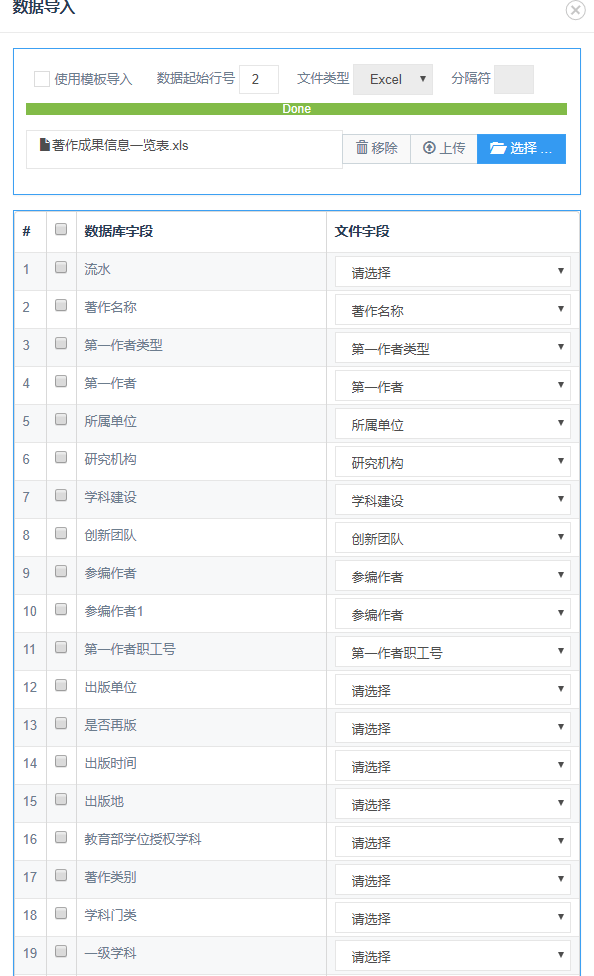 数据导入
使用模板导入 数据起始行号 2 文件类型 Excel 分隔符
Done
著作成果信息一览表.xls 移除 上传 选择 ...
# 数据库字段 文件字段
1 流水 请选择
2 著作名称 著作名称
3 第一作者类型 第一作者类型
4 第一作者 第一作者
5 所属单位 所属单位
6 研究机构 研究机构
7 学科建设 学科建设
8 创新团队 创新团队
9 参编作者 参编作者
10 参编作者1 参编作者
11 第一作者职工号 第一作者职工号
12 出版单位 请选择
13 是否再版 请选择
14 出版时间 请选择
15 出版地 请选择
16 教育部学位授权学科 请选择
17 著作类别 请选择
18 学科门类 请选择
19 一级学科 请选择